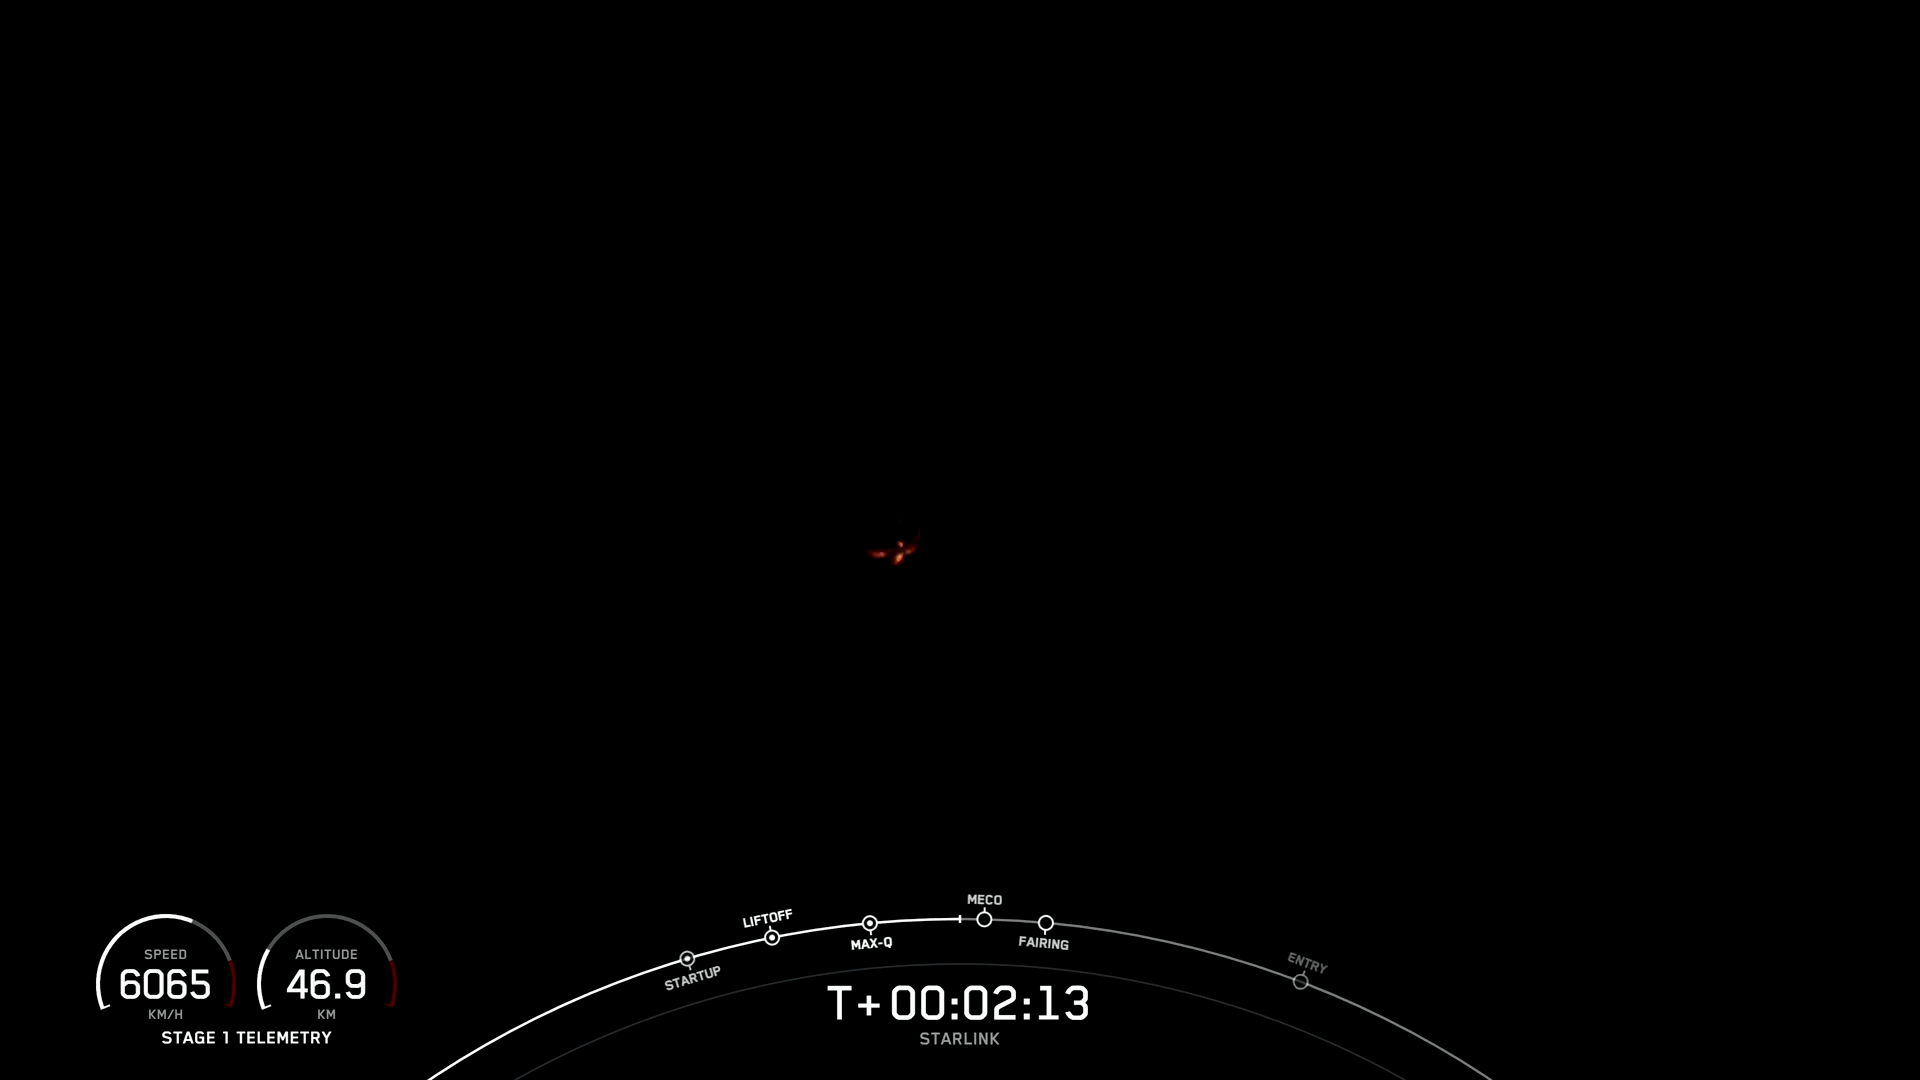 MECO
LIFTOFF
MAX-Q
FAIRING
STARTUP
ENTRY
SPEED
6065
KM/H
ALTITUDE
46.9
KM
STAGE 1 TELEMETRY
T+00:02:13
STARLINK